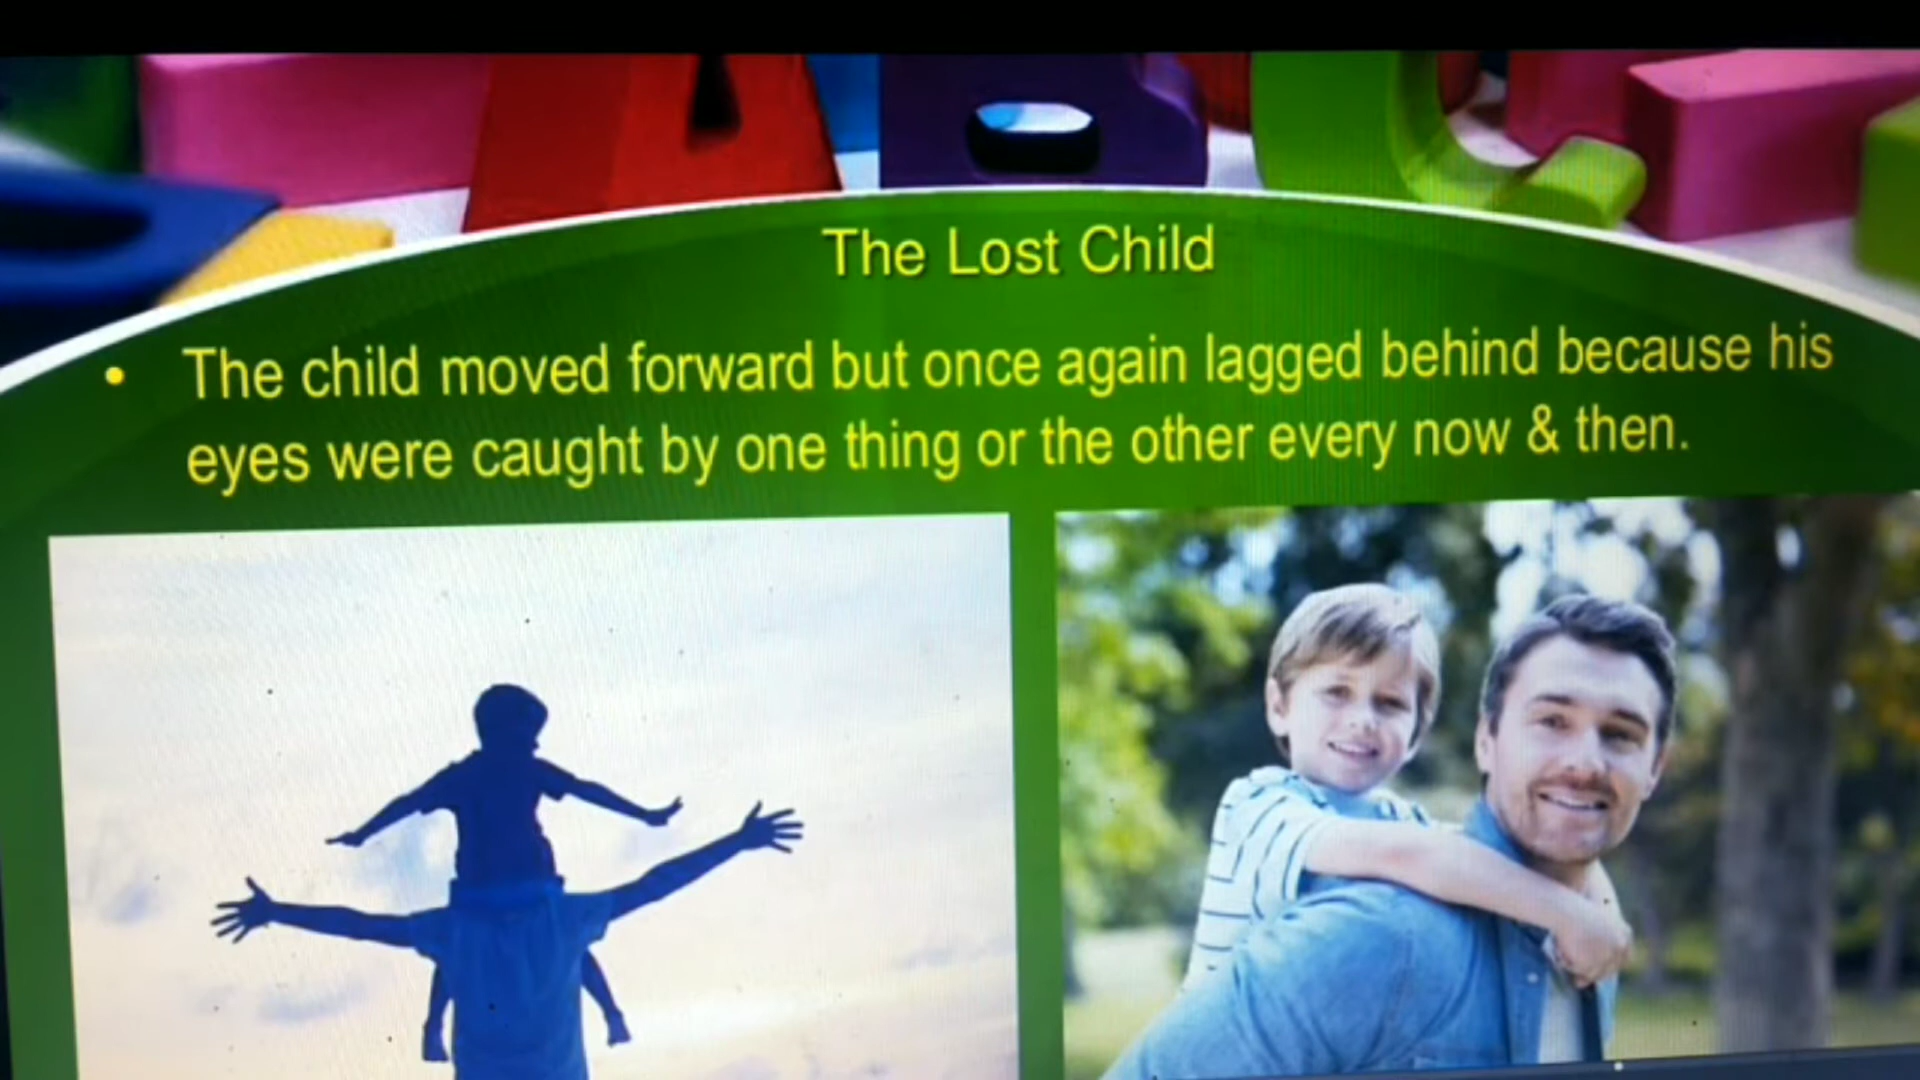 The Lost Child
• The child moved forward but once again lagged behind because his
eyes were caught by one thing or the other every now & then.